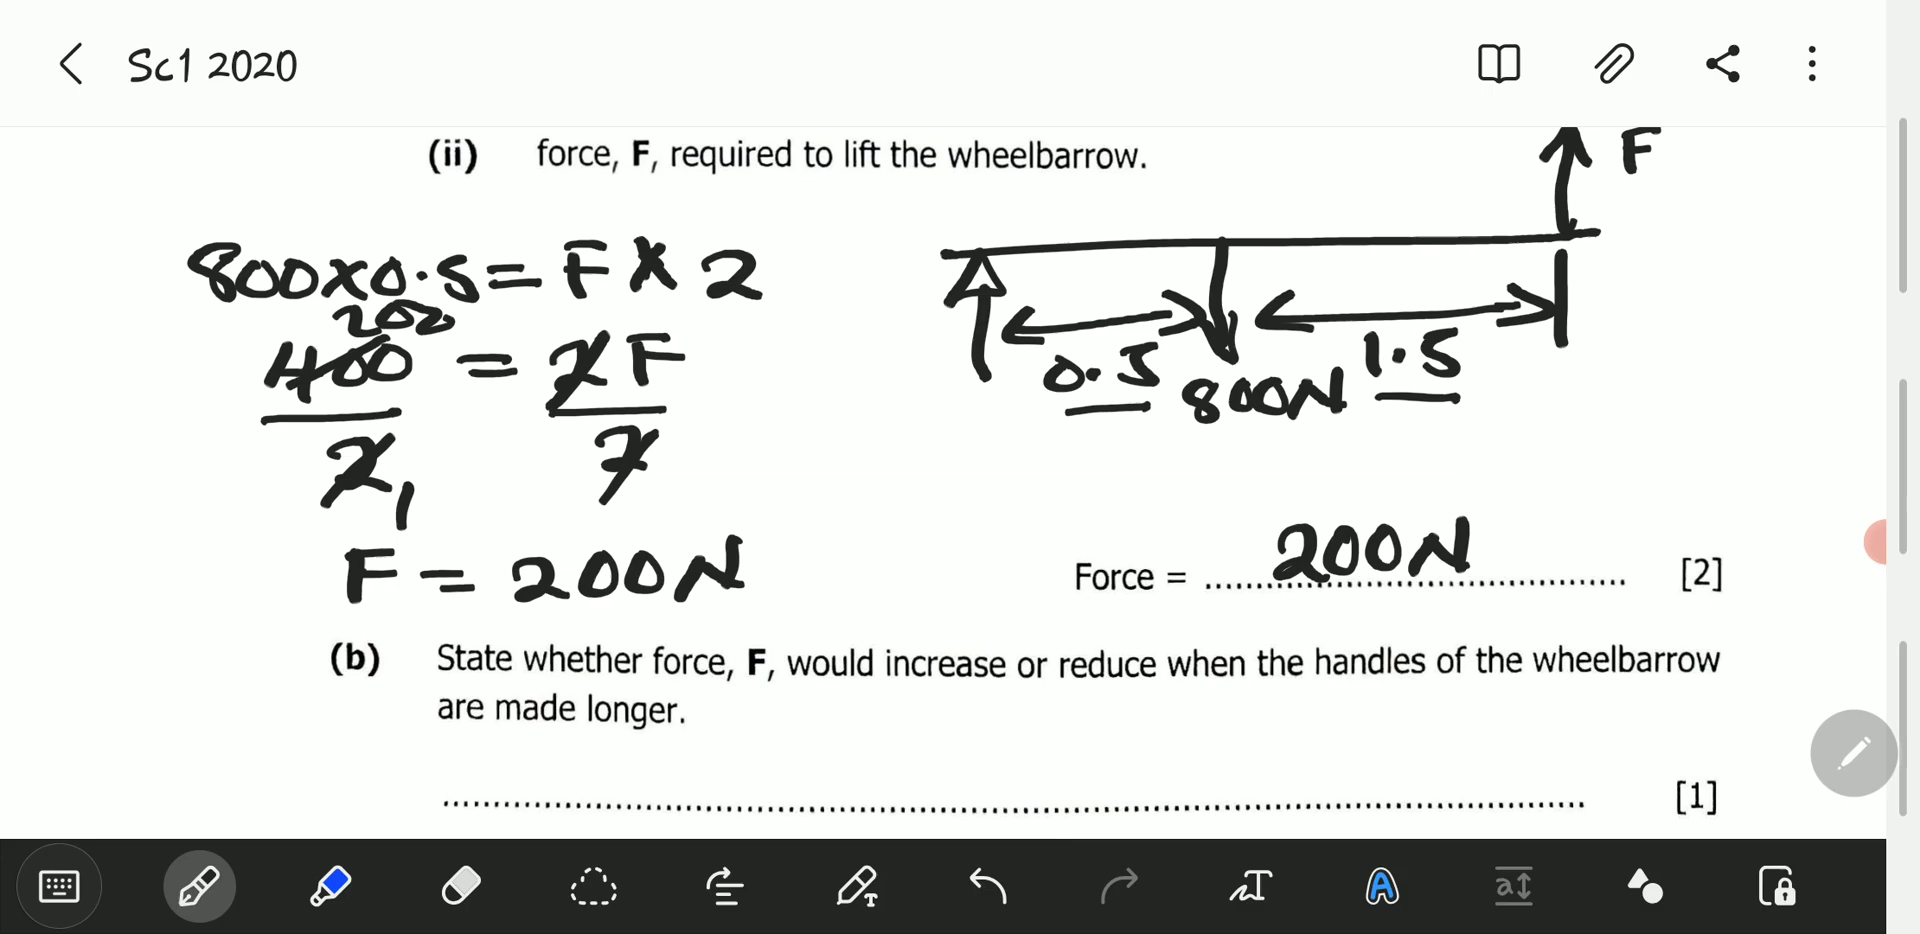 Sc1 2020
(ii) force, F, required to lift the wheelbarrow.
F
800×0.5=F×2
200
400 = 2F
2 2
1
0.5 800N 1.5
F = 200N
Force = ........200N........ [2]
(b) State whether force, F, would increase or reduce when the handles of the wheelbarrow
are made longer.
........ [1]
T
T
A
a